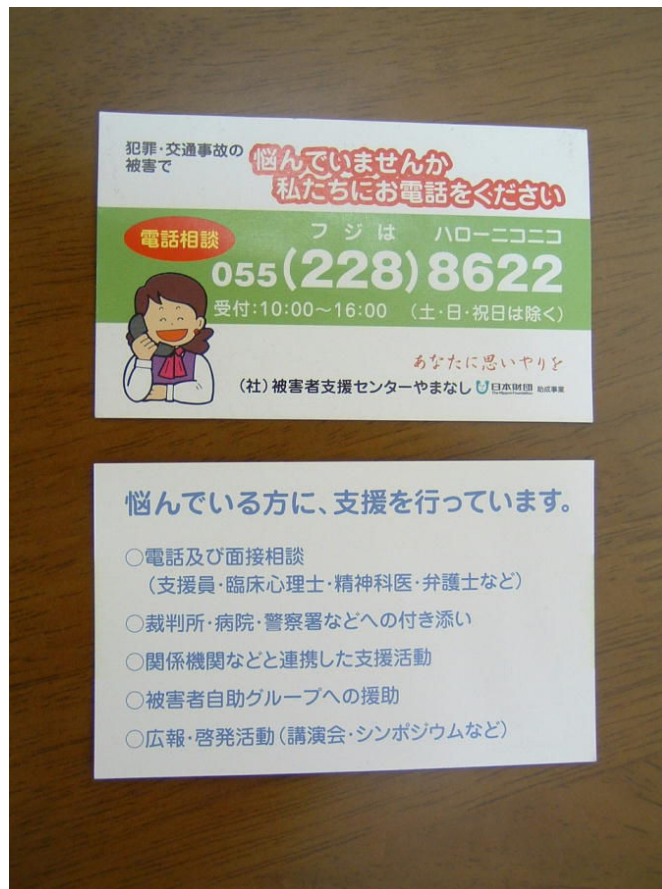 犯罪・交通事故の
被害で
悩んでいませんか
私たちにお電話をください
電話相談
フジは ハローニコニコ
055(228)8622
受付:10:00~16:00 (土・日・祝日は除く)
あなたに思いやりを
(社)被害者支援センターやまなし 日本財団 The Nippon Foundation 助成事業
悩んでいる方に、支援を行っています。
○電話及び面接相談
(支援員・臨床心理士・精神科医・弁護士など)
○裁判所・病院・警察署などへの付き添い
○関係機関などと連携した支援活動
○被害者自助グループへの援助
○広報・啓発活動(講演会・シンポジウムなど)